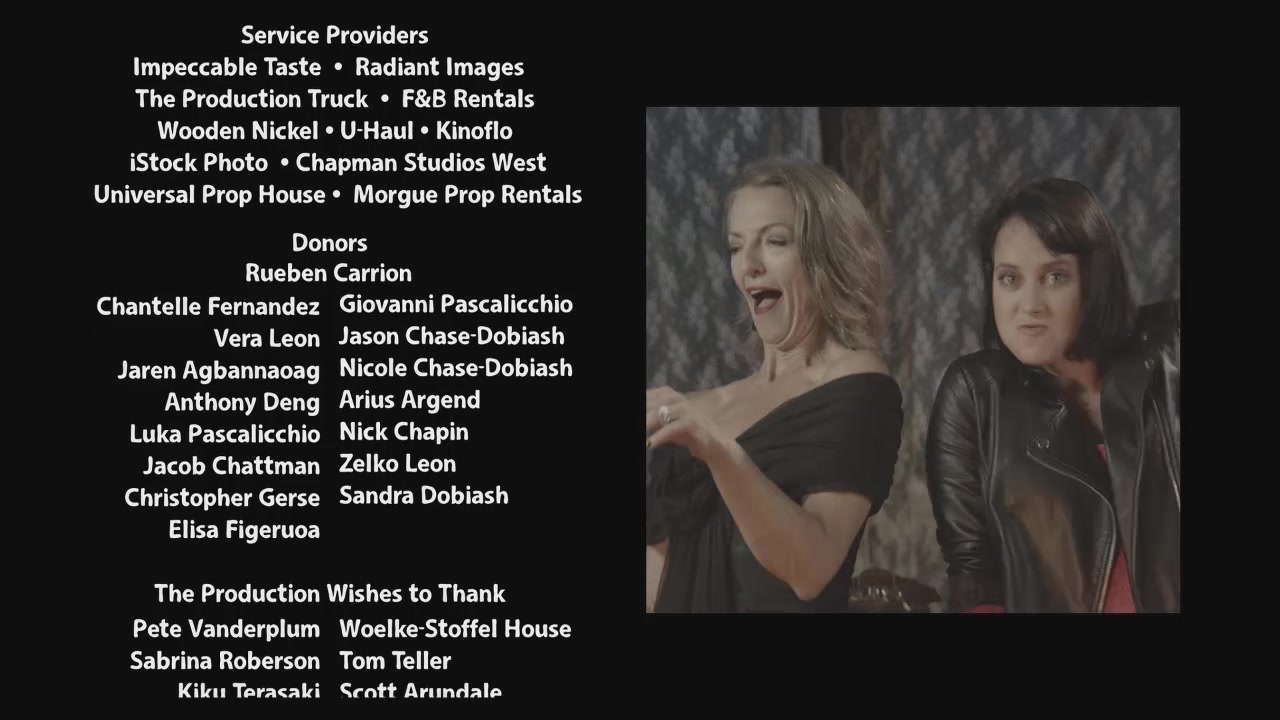 Service Providers
Impeccable Taste • Radiant Images
The Production Truck • F&B Rentals
Wooden Nickel • U-Haul • Kinoflo
iStock Photo • Chapman Studios West
Universal Prop House • Morgue Prop Rentals
Donors
Rueben Carrion
Chantelle Fernandez Giovanni Pascalicchio
Vera Leon Jason Chase-Dobiash
Jaren Agbannaoag Nicole Chase-Dobiash
Anthony Deng Arius Argend
Luka Pascalicchio Nick Chapin
Jacob Chattman Zelko Leon
Christopher Gerse Sandra Dobiash
Elisa Figeruoa
The Production Wishes to Thank
Pete Vanderplum Woelke-Stoffel House
Sabrina Roberson Tom Teller
Kiku Terasaki Scott Arundale